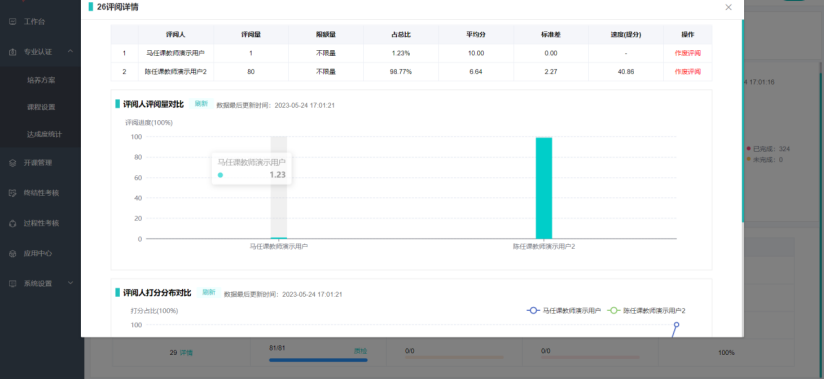 26评阅详情
工作台
专业认证
培养方案
课程设置
达成度统计
开课管理
终结性考核
过程性考核
应用中心
系统设置
评阅人 评阅量 限额量 占总比 平均分 标准差 速度(提分) 操作
1 马任课教师演示用户 1 不限量 1.23% 10.00 0.00 - 作废评阅
2 陈任课教师演示用户2 80 不限量 98.77% 6.64 2.27 40.86 作废评阅
评阅人评阅量对比 刷新 数据最后更新时间：2023-05-24 17:01:21
评阅进度(100%)
100
80
60
40
20
0
马任课教师演示用户
1.23
马任课教师演示用户 陈任课教师演示用户2
评阅人打分分布对比 刷新 数据最后更新时间：2023-05-24 17:01:21
打分占比(100%) 马任课教师演示用户 陈任课教师演示用户2
100
4 17:01:16
已完成：324
未完成：0
29 详情 81/81 质检 0/0 0/0 100%